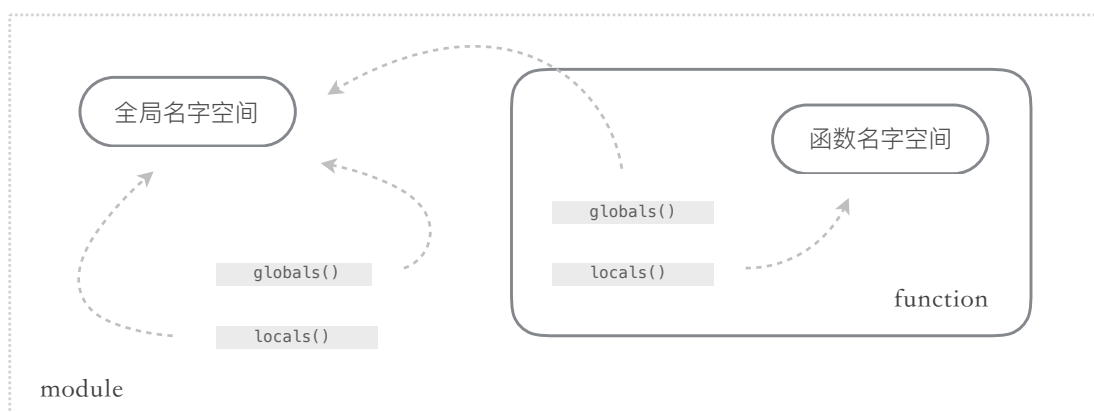 全局名字空间
函数名字空间
globals()
globals()
locals()
locals()
function
module